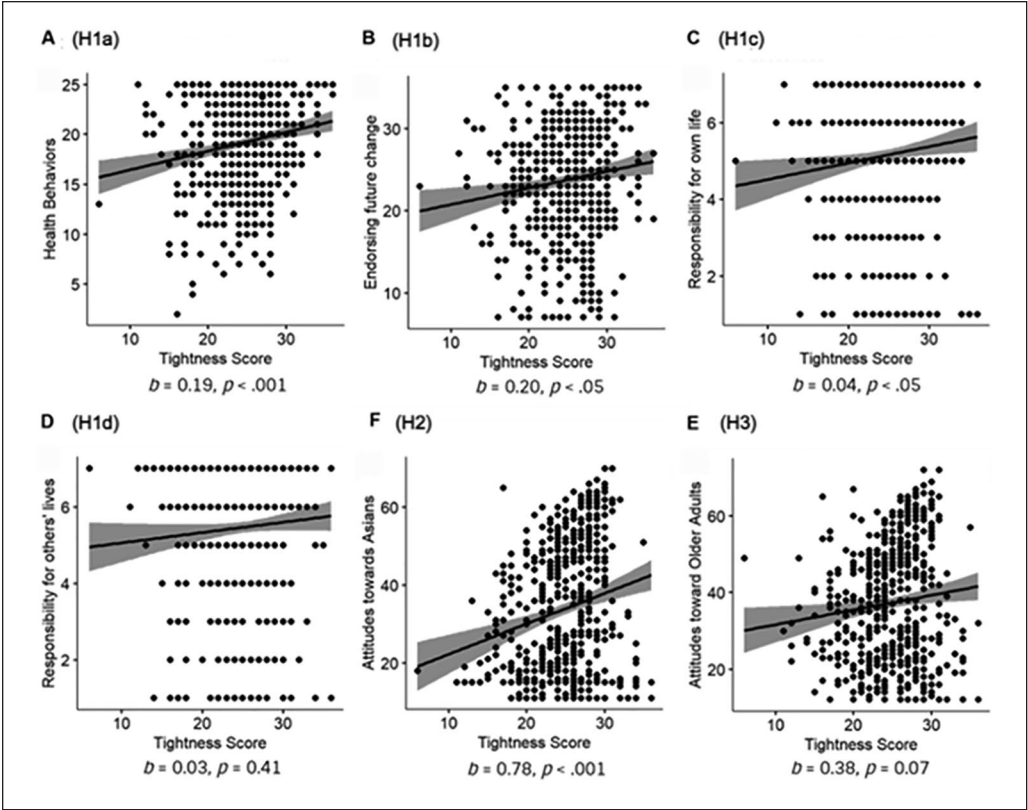 A (H1a)
Health Behaviors
25
20
15
10
5
10 20 30
Tightness Score
b = 0.19, p < .001
B (H1b)
Endorsing future change
30
20
10
10 20 30
Tightness Score
b = 0.20, p < .05
C (H1c)
Responsibility for own life
6
4
2
10 20 30
Tightness Score
b = 0.04, p < .05
D (H1d)
Responsibility for others' lives
6
4
2
10 20 30
Tightness Score
b = 0.03, p = 0.41
F (H2)
Attitudes towards Asians
60
40
20
10 20 30
Tightness Score
b = 0.78, p < .001
E (H3)
Attitudes toward Older Adults
60
40
20
10 20 30
Tightness Score
b = 0.38, p = 0.07